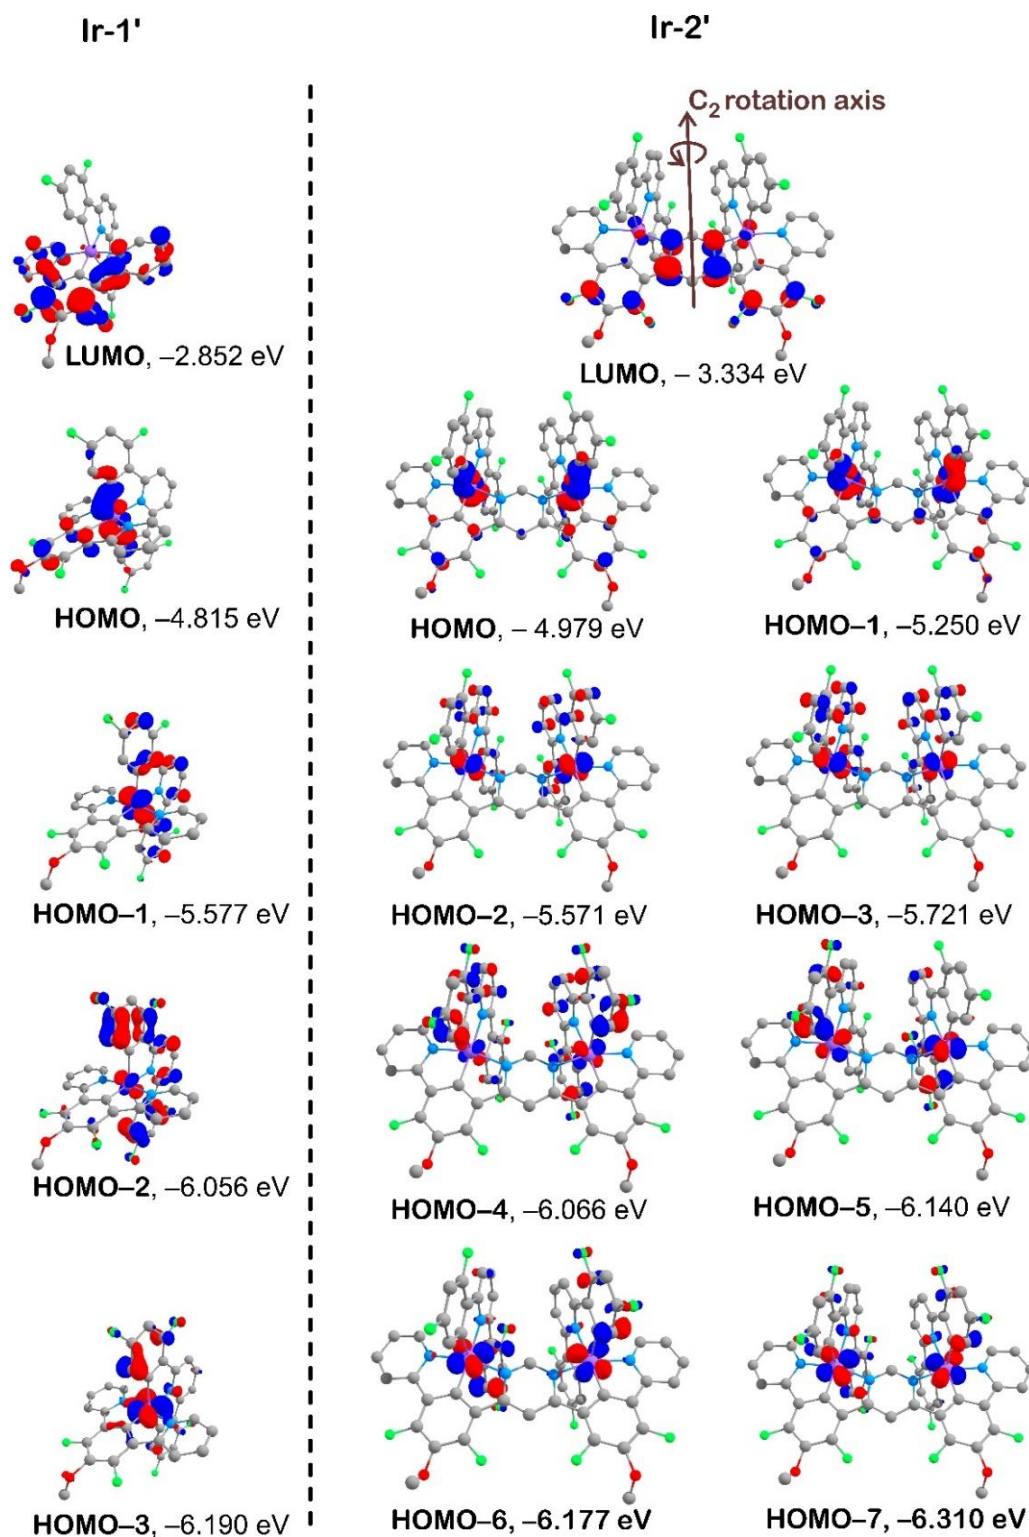 Ir-1'
Ir-2'
C₂ rotation axis
LUMO, –2.852 eV
LUMO, – 3.334 eV
HOMO, –4.815 eV
HOMO, – 4.979 eV
HOMO–1, –5.250 eV
HOMO–1, –5.577 eV
HOMO–2, –5.571 eV
HOMO–3, –5.721 eV
HOMO–2, –6.056 eV
HOMO–4, –6.066 eV
HOMO–5, –6.140 eV
HOMO–3, –6.190 eV
HOMO–6, –6.177 eV
HOMO–7, –6.310 eV